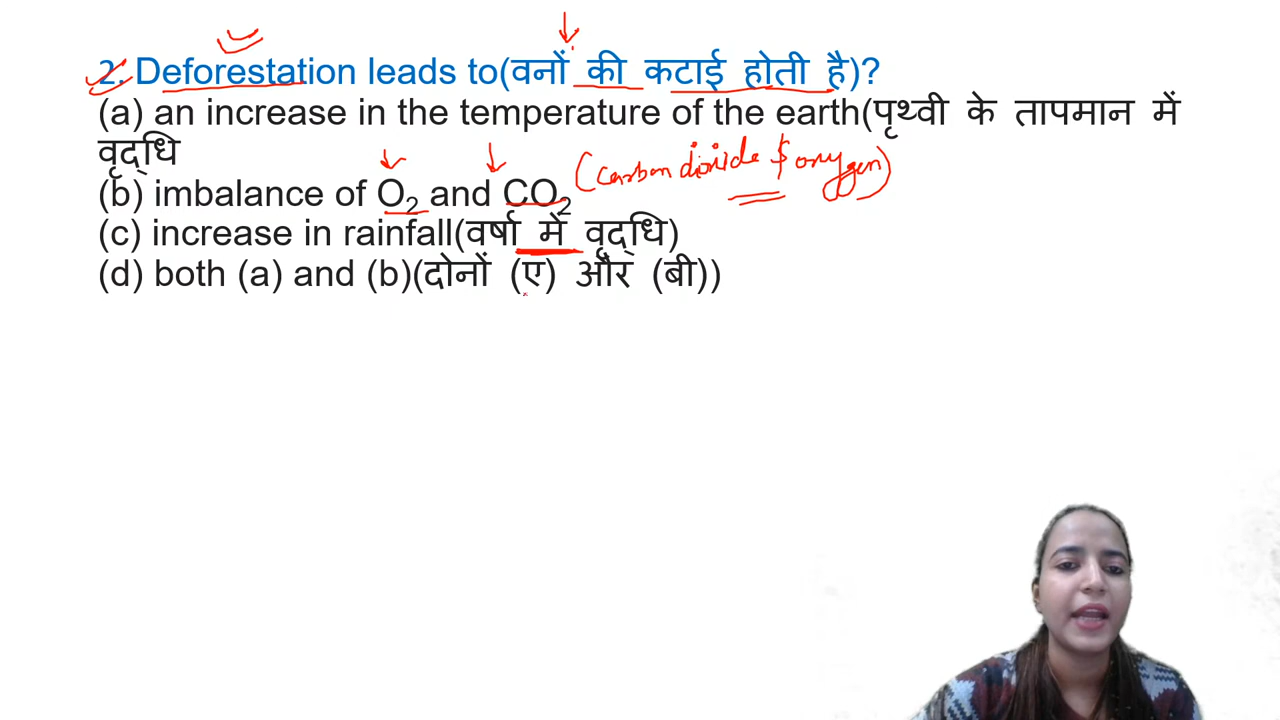 2. Deforestation leads to(वनों की कटाई होती है)?
(a) an increase in the temperature of the earth(पृथ्वी के तापमान में
वृद्धि
(b) imbalance of O₂ and CO₂ (carbon dioxide & oxygen)
(c) increase in rainfall(वर्षा में वृद्धि)
(d) both (a) and (b)(दोनों (ए) और (बी))